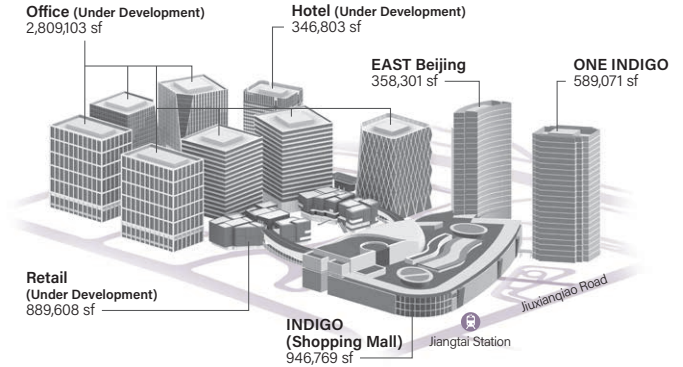 Office (Under Development)
2,809,103 sf
Hotel (Under Development)
346,803 sf
EAST Beijing
358,301 sf
ONE INDIGO
589,071 sf
Retail
(Under Development)
889,608 sf
INDIGO
(Shopping Mall)
946,769 sf
Jiangtai Station
Jiuxianqiao Road